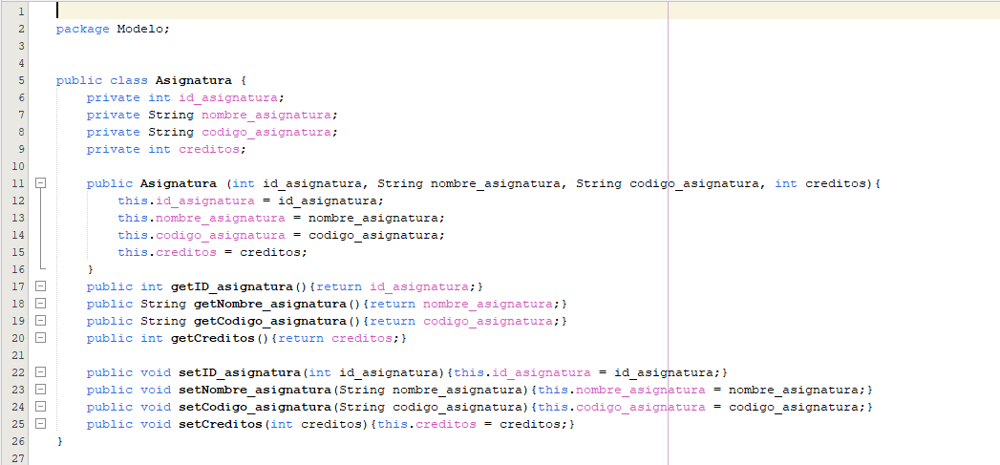 1
2 package Modelo;
3
4
5 public class Asignatura {
6 private int id_asignatura;
7 private String nombre_asignatura;
8 private String codigo_asignatura;
9 private int creditos;
10
11 public Asignatura (int id_asignatura, String nombre_asignatura, String codigo_asignatura, int creditos){
12 this.id_asignatura = id_asignatura;
13 this.nombre_asignatura = nombre_asignatura;
14 this.codigo_asignatura = codigo_asignatura;
15 this.creditos = creditos;
16 }
17 public int getID_asignatura(){return id_asignatura;}
18 public String getNombre_asignatura(){return nombre_asignatura;}
19 public String getCodigo_asignatura(){return codigo_asignatura;}
20 public int getCreditos(){return creditos;}
21
22 public void setID_asignatura(int id_asignatura){this.id_asignatura = id_asignatura;}
23 public void setNombre_asignatura(String nombre_asignatura){this.nombre_asignatura = nombre_asignatura;}
24 public void setCodigo_asignatura(String codigo_asignatura){this.codigo_asignatura = codigo_asignatura;}
25 public void setCreditos(int creditos){this.creditos = creditos;}
26 }
27